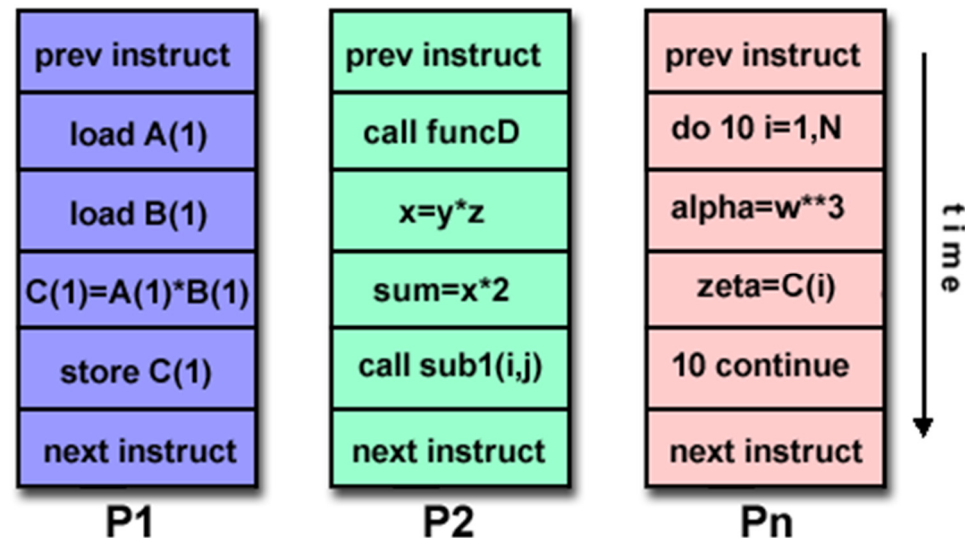 prev instruct
load A(1)
load B(1)
C(1)=A(1)*B(1)
store C(1)
next instruct
P1
prev instruct
call funcD
x=y*z
sum=x*2
call sub1(i,j)
next instruct
P2
prev instruct
do 10 i=1,N
alpha=w**3
zeta=C(i)
10 continue
next instruct
Pn
time